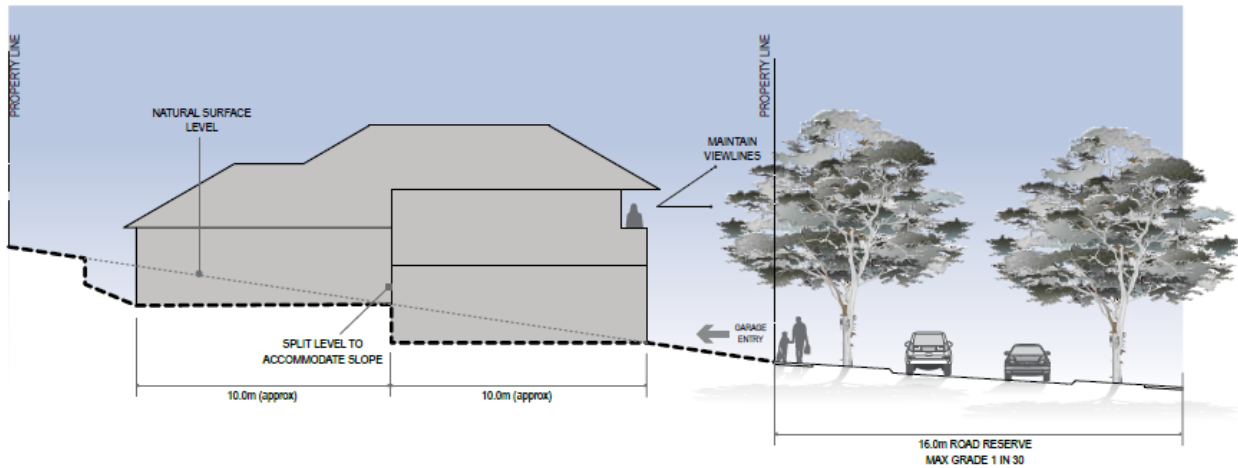 PROPERTY LINE
NATURAL SURFACE
LEVEL
MAINTAIN
VIEWLINES
PROPERTY LINE
SPLIT LEVEL TO
ACCOMMODATE SLOPE
GARAGE
ENTRY
10.0m (approx)
10.0m (approx)
16.0m ROAD RESERVE
MAX GRADE 1 IN 30